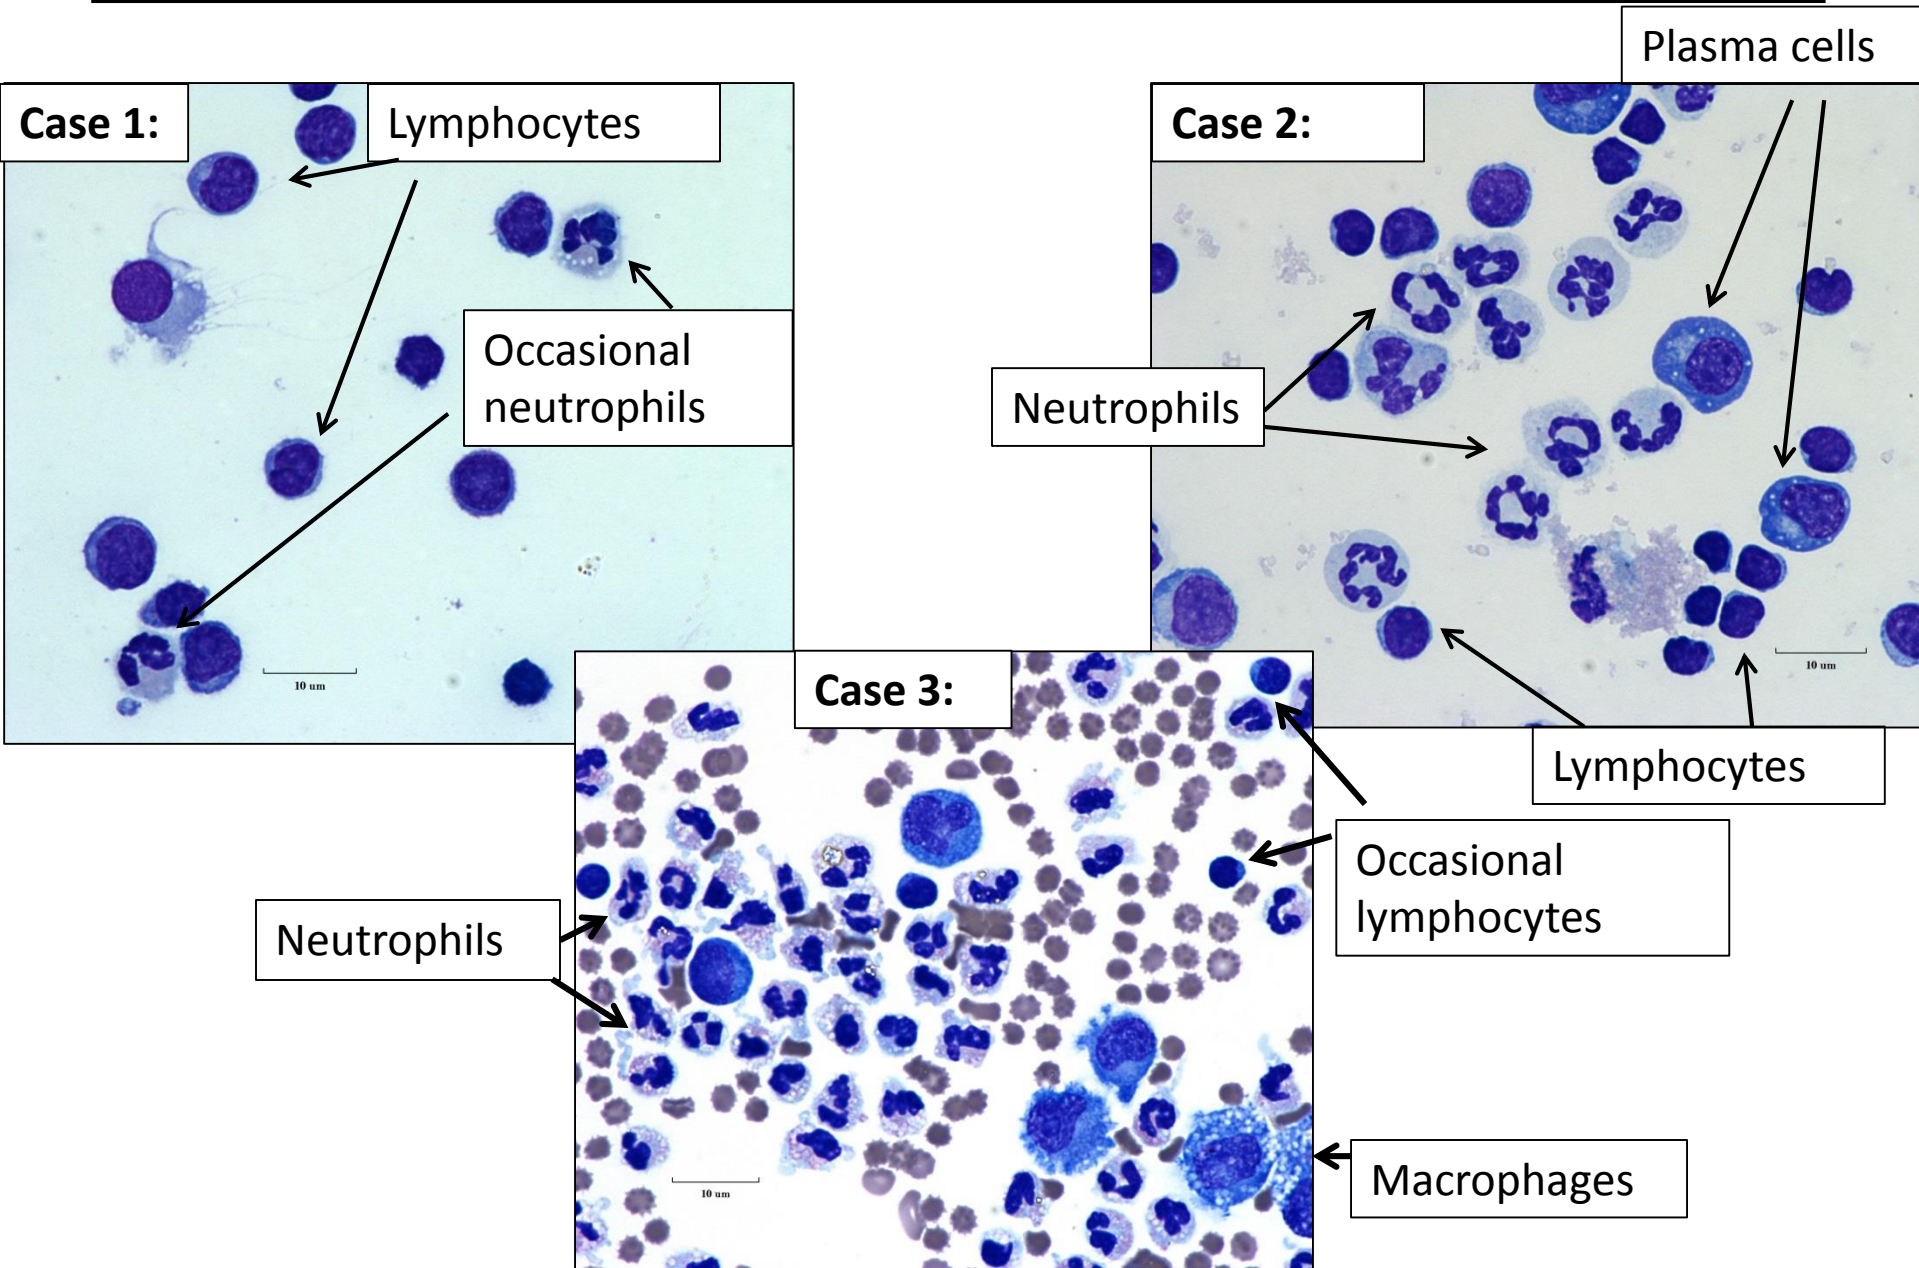 Plasma cells
Case 1:
Lymphocytes
Case 2:
Occasional
neutrophils
Neutrophils
10 um
10 um
Case 3:
Lymphocytes
Occasional
lymphocytes
Neutrophils
Macrophages
10 um